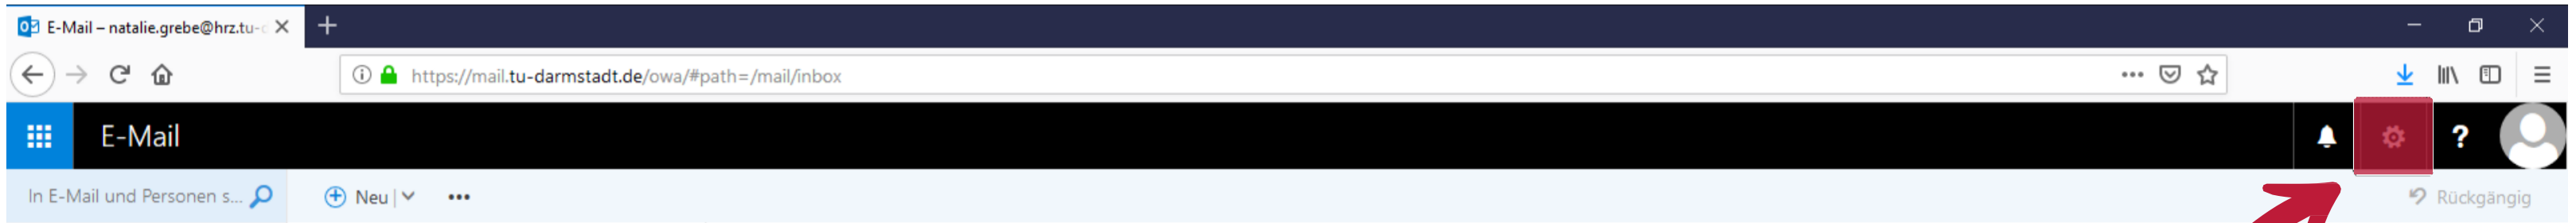 E-Mail – natalie.grebe@hrz.tu-d
https://mail.tu-darmstadt.de/owa/#path=/mail/inbox
E-Mail
?
In E-Mail und Personen s... Neu
Rückgängig